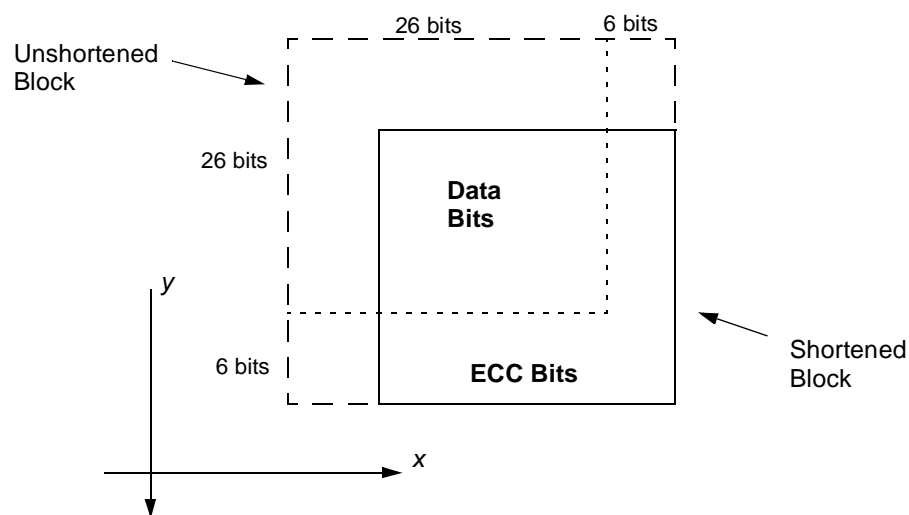 26 bits
6 bits
Unshortened
Block
26 bits
Data
Bits
y
Shortened
Block
6 bits
ECC Bits
x